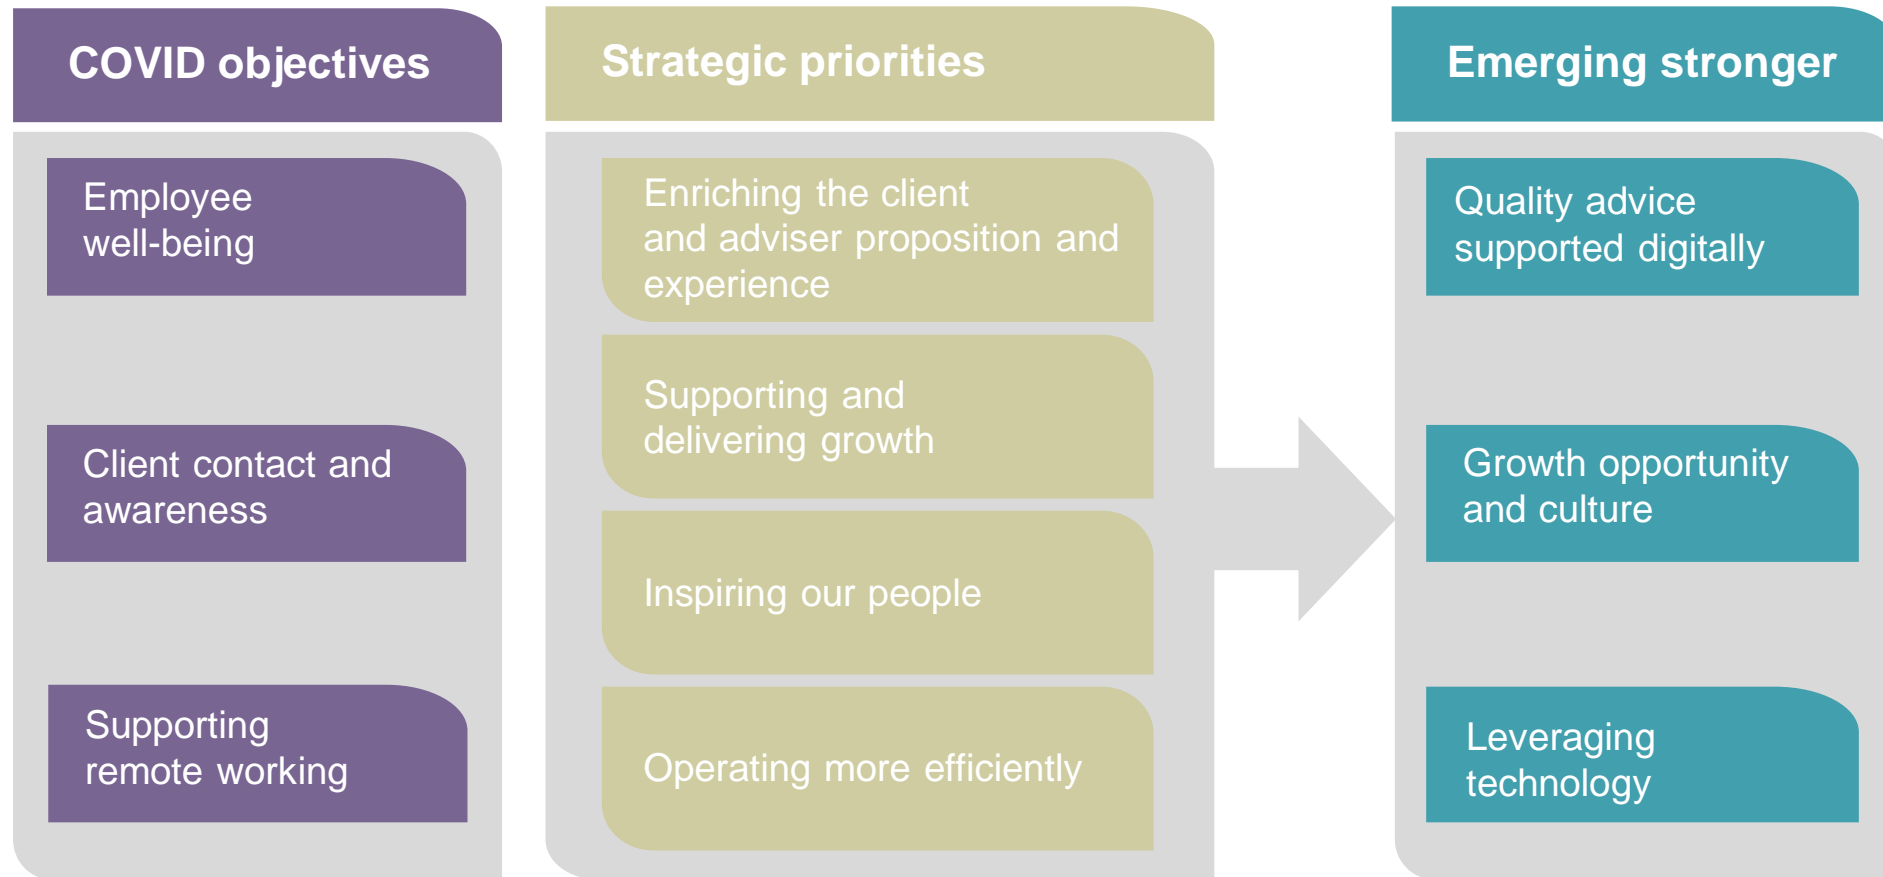 COVID objectives
Employee
well-being
Client contact and
awareness
Supporting
remote working
Strategic priorities
Enriching the client
and adviser proposition and
experience
Supporting and
delivering growth
Inspiring our people
Operating more efficiently
Emerging stronger
Quality advice
supported digitally
Growth opportunity
and culture
Leveraging
technology